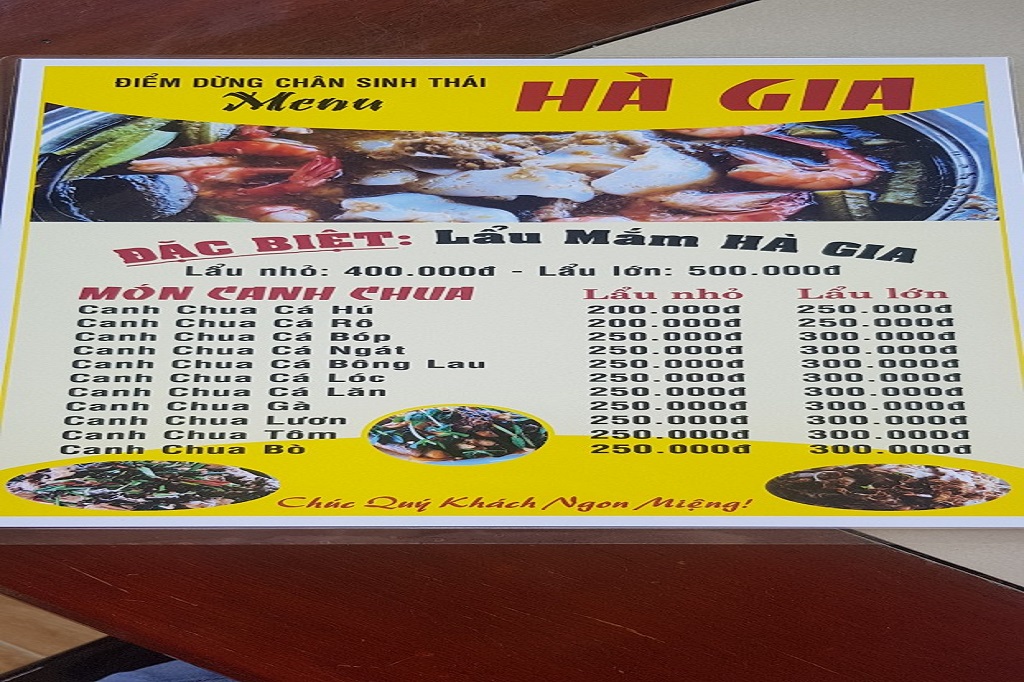 ĐIỂM DỪNG CHÂN SINH THÁI
Menu
HÀ GIA
ĐẶC BIỆT: Lẩu Mắm HÀ GIA
Lẩu nhỏ: 400.000đ - Lẩu lớn: 500.000đ
MÓN CANH CHUA Lẩu nhỏ Lẩu lớn
Canh Chua Cá Hú 200.000đ 250.000đ
Canh Chua Cá Rô 200.000đ 250.000đ
Canh Chua Cá Bóp 250.000đ 300.000đ
Canh Chua Cá Ngát 250.000đ 300.000đ
Canh Chua Cá Bông Lau 250.000đ 300.000đ
Canh Chua Cá Lóc 250.000đ 300.000đ
Canh Chua Cá Lăn 250.000đ 300.000đ
Canh Chua Gà 250.000đ 300.000đ
Canh Chua Lươn 250.000đ 300.000đ
Canh Chua Tôm 250.000đ 300.000đ
Canh Chua Bò 250.000đ 300.000đ
Chúc Quý Khách Ngon Miệng!